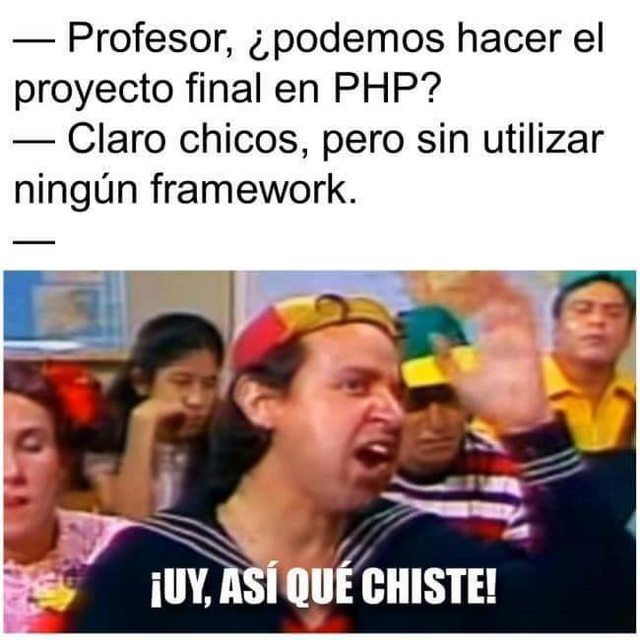 — Profesor, ¿podemos hacer el
proyecto final en PHP?
— Claro chicos, pero sin utilizar
ningún framework.
—
¡UY, ASÍ QUÉ CHISTE!